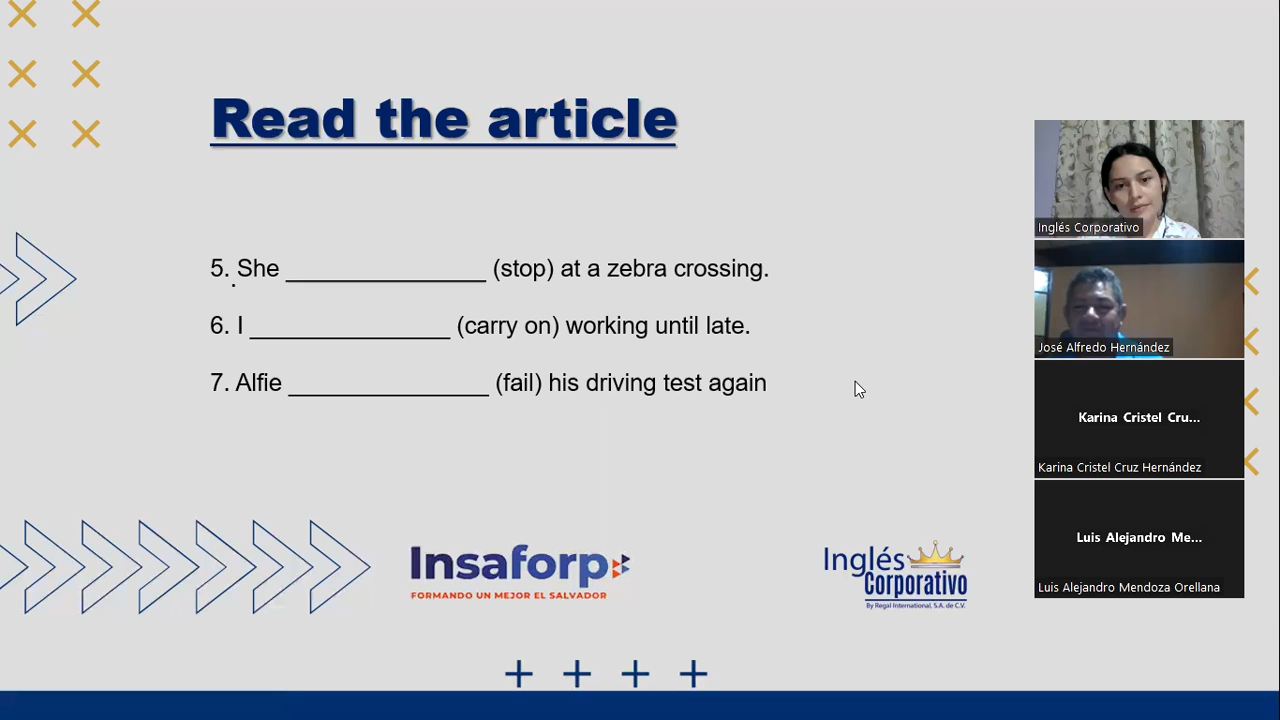 Read the article
5. She _______________ (stop) at a zebra crossing.
6. I _______________ (carry on) working until late.
7. Alfie _______________ (fail) his driving test again
Insaforp
FORMANDO UN MEJOR EL SALVADOR
Inglés
Corporativo
By Regal International, S.A. de C.V.
Inglés Corporativo
José Alfredo Hernández
Karina Cristel Cru...
Karina Cristel Cruz Hernández
Luis Alejandro Me...
Luis Alejandro Mendoza Orellana